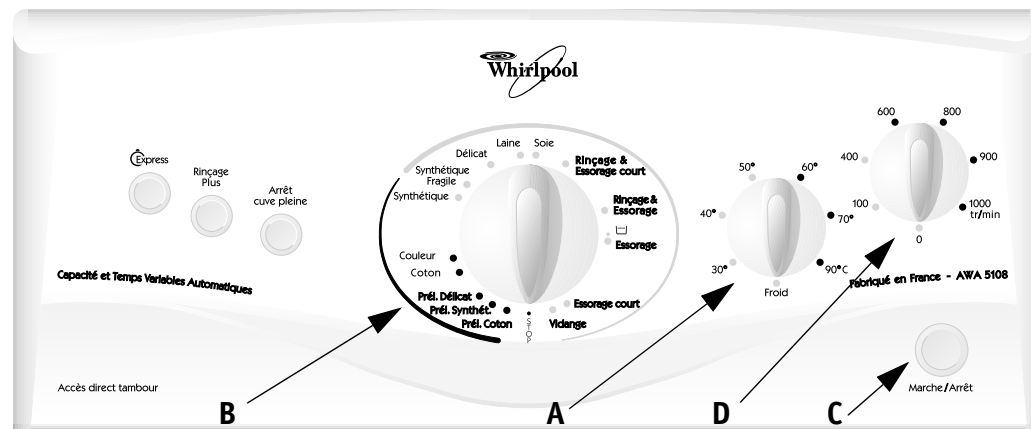 Whirlpool
Express
Rinçage
Plus
Arrêt
cuve pleine
Capacité et Temps Variables Automatiques
Accès direct tambour
Laine
Soie
Délicat
Synthétique
Fragile
Synthétique
Couleur
Coton
Prél. Délicat
Prél. Synthét.
Prél. Coton
STOP
Vidange
Essorage court
Essorage
Rinçage &
Essorage
Rinçage &
Essorage court
Froid
30°
40°
50°
60°
70°
90°C
0
100
400
600
800
900
1000
tr/min
Fabriqué en France - AWA 5108
Marche/Arrêt
B
A
D
C